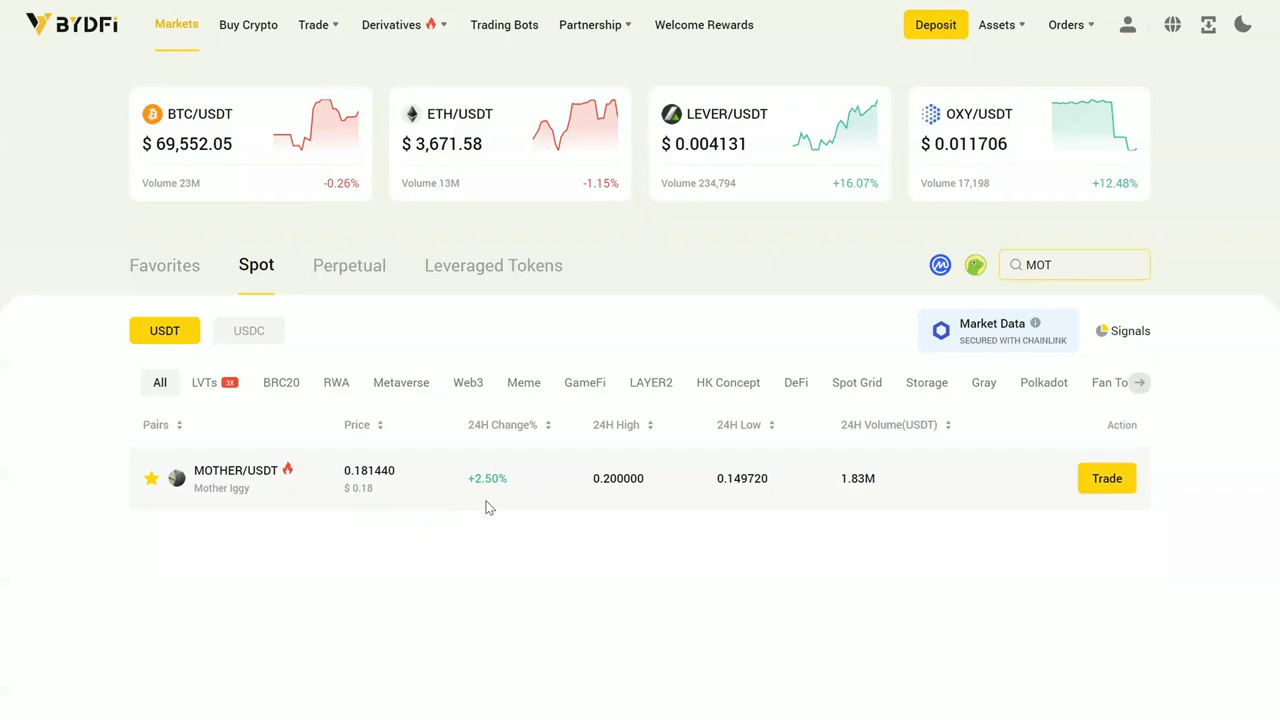 BYDFi Markets Buy Crypto Trade Derivatives Trading Bots Partnership Welcome Rewards Deposit Assets Orders
BTC/USDT ETH/USDT LEVER/USDT OXY/USDT
$ 69,552.05 $ 3,671.58 $ 0.004131 $ 0.011706
Volume 23M -0.26% Volume 13M -1.15% Volume 234,794 +16.07% Volume 17,198 +12.48%
Favorites Spot Perpetual Leveraged Tokens MOT
USDT USDC Market Data Signals
SECURED WITH CHAINLINK
All LVTs 3X BRC20 RWA Metaverse Web3 Meme GameFi LAYER2 HK Concept DeFi Spot Grid Storage Gray Polkadot Fan To
Pairs Price 24H Change% 24H High 24H Low 24H Volume(USDT) Action
MOTHER/USDT 0.181440 +2.50% 0.200000 0.149720 1.83M Trade
Mother Iggy $ 0.18